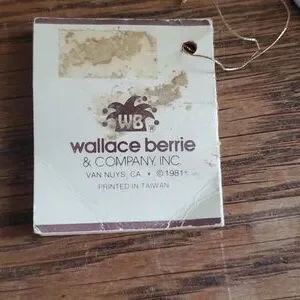 WB
wallace berrie
& COMPANY, INC.
VAN NUYS, CA. • © 1981
PRINTED IN TAIWAN